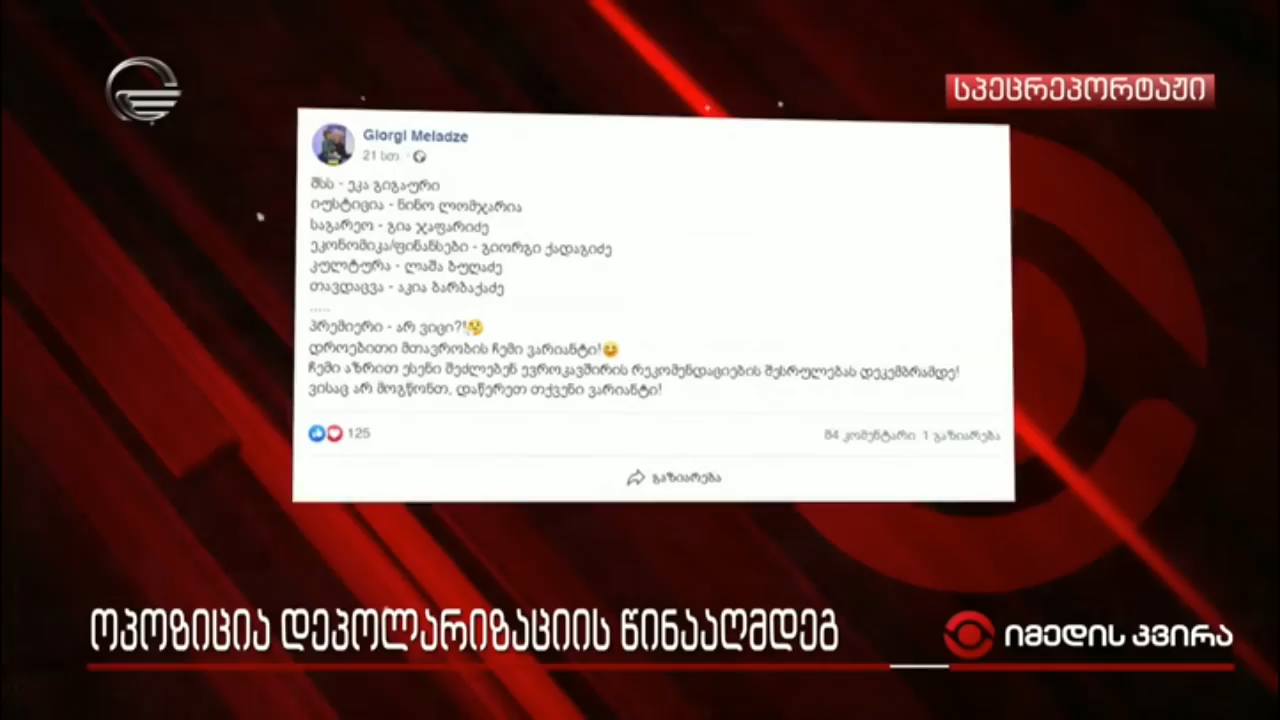 სპეცრეპორტაჟი
Giorgi Meladze
21 სთ. ·
შსს - ეკა გიგაური
იუსტიცია - ნინო ლომჯარია
საგარეო - გია ჯაფარიძე
ეკონომიკა/ფინანსები - გიორგი ქადაგიძე
კულტურა - ლაშა ბუღაძე
თავდაცვა - აკია ბარბაქაძე
.....
პრემიერი - არ ვიცი?!🤔
დროებითი მთავრობის ჩემი ვარიანტი!😆
ჩემი აზრით ესენი შეძლებენ ევროკავშირის რეკომენდაციების შესრულებას დეკემბრამდე!
ვისაც არ მოგწონთ, დაწერეთ თქვენი ვარიანტი!
125
84 კომენტარი 1 გაზიარება
გაზიარება
ოპოზიცია დეპოლარიზაციის წინააღმდეგ
იმედის კვირა